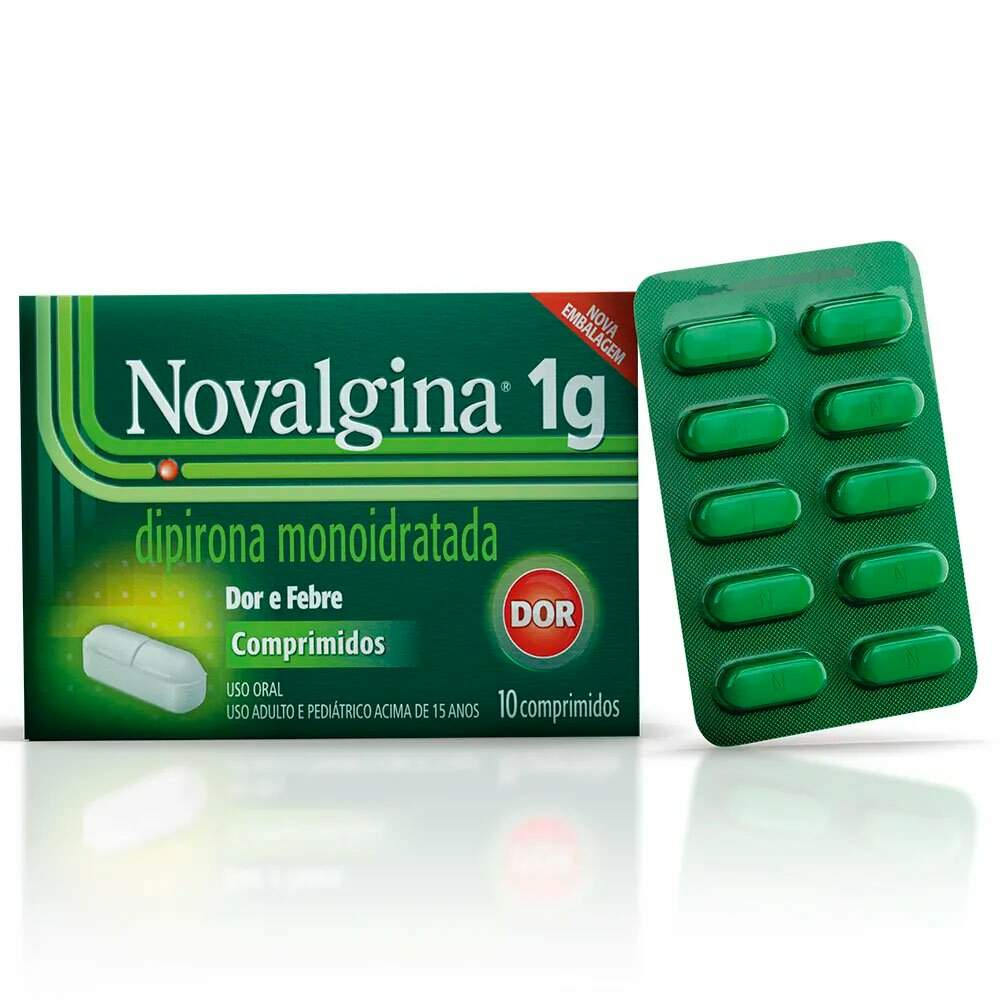 NOVA
EMBALAGEM
Novalgina® 1g
dipirona monoidratada
Dor e Febre
Comprimidos
DOR
USO ORAL
USO ADULTO E PEDIÁTRICO ACIMA DE 15 ANOS
10 comprimidos
N
N
N
N